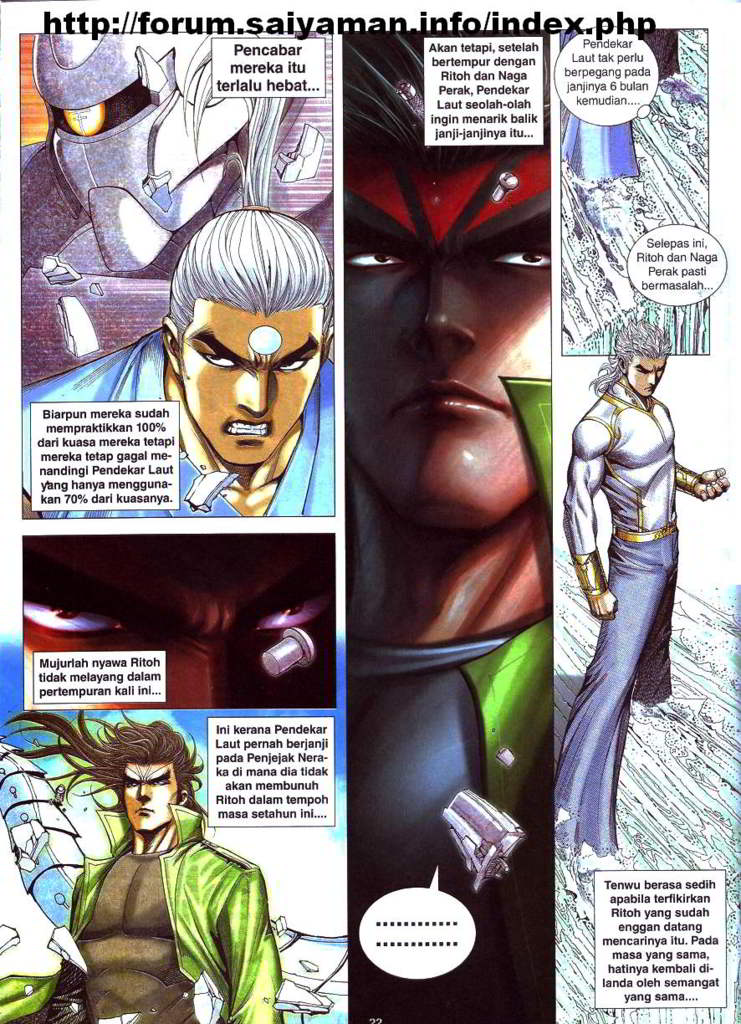 http://forum.saiyaman.info/index.php
Pencabar
mereka itu
terlalu hebat...
Biarpun mereka sudah
mempraktikkan 100%
dari kuasa mereka tetapi
mereka tetap gagal me-
nandingi Pendekar Laut
yang hanya mengguna-
kan 70% dari kuasanya.
Mujurlah nyawa Ritoh
tidak melayang dalam
pertempuran kali ini...
Ini kerana Pendekar
Laut pernah berjanji
pada Penjejak Nera-
ka di mana dia tidak
akan membunuh
Ritoh dalam tempoh
masa setahun ini....
Akan tetapi, setelah
bertempur dengan
Ritoh dan Naga
Perak, Pendekar
Laut seolah-olah
ingin menarik balik
janji-janjinya itu...
............
............
Pendekar
Laut tak perlu
berpegang pada
janjinya 6 bulan
kemudian....
Selepas ini,
Ritoh dan Naga
Perak pasti
bermasalah...
Tenwu berasa sedih
apabila terfikirkan
Ritoh yang sudah
enggan datang
mencarinya itu. Pada
masa yang sama,
hatinya kembali di-
landa oleh semangat
yang sama....
22